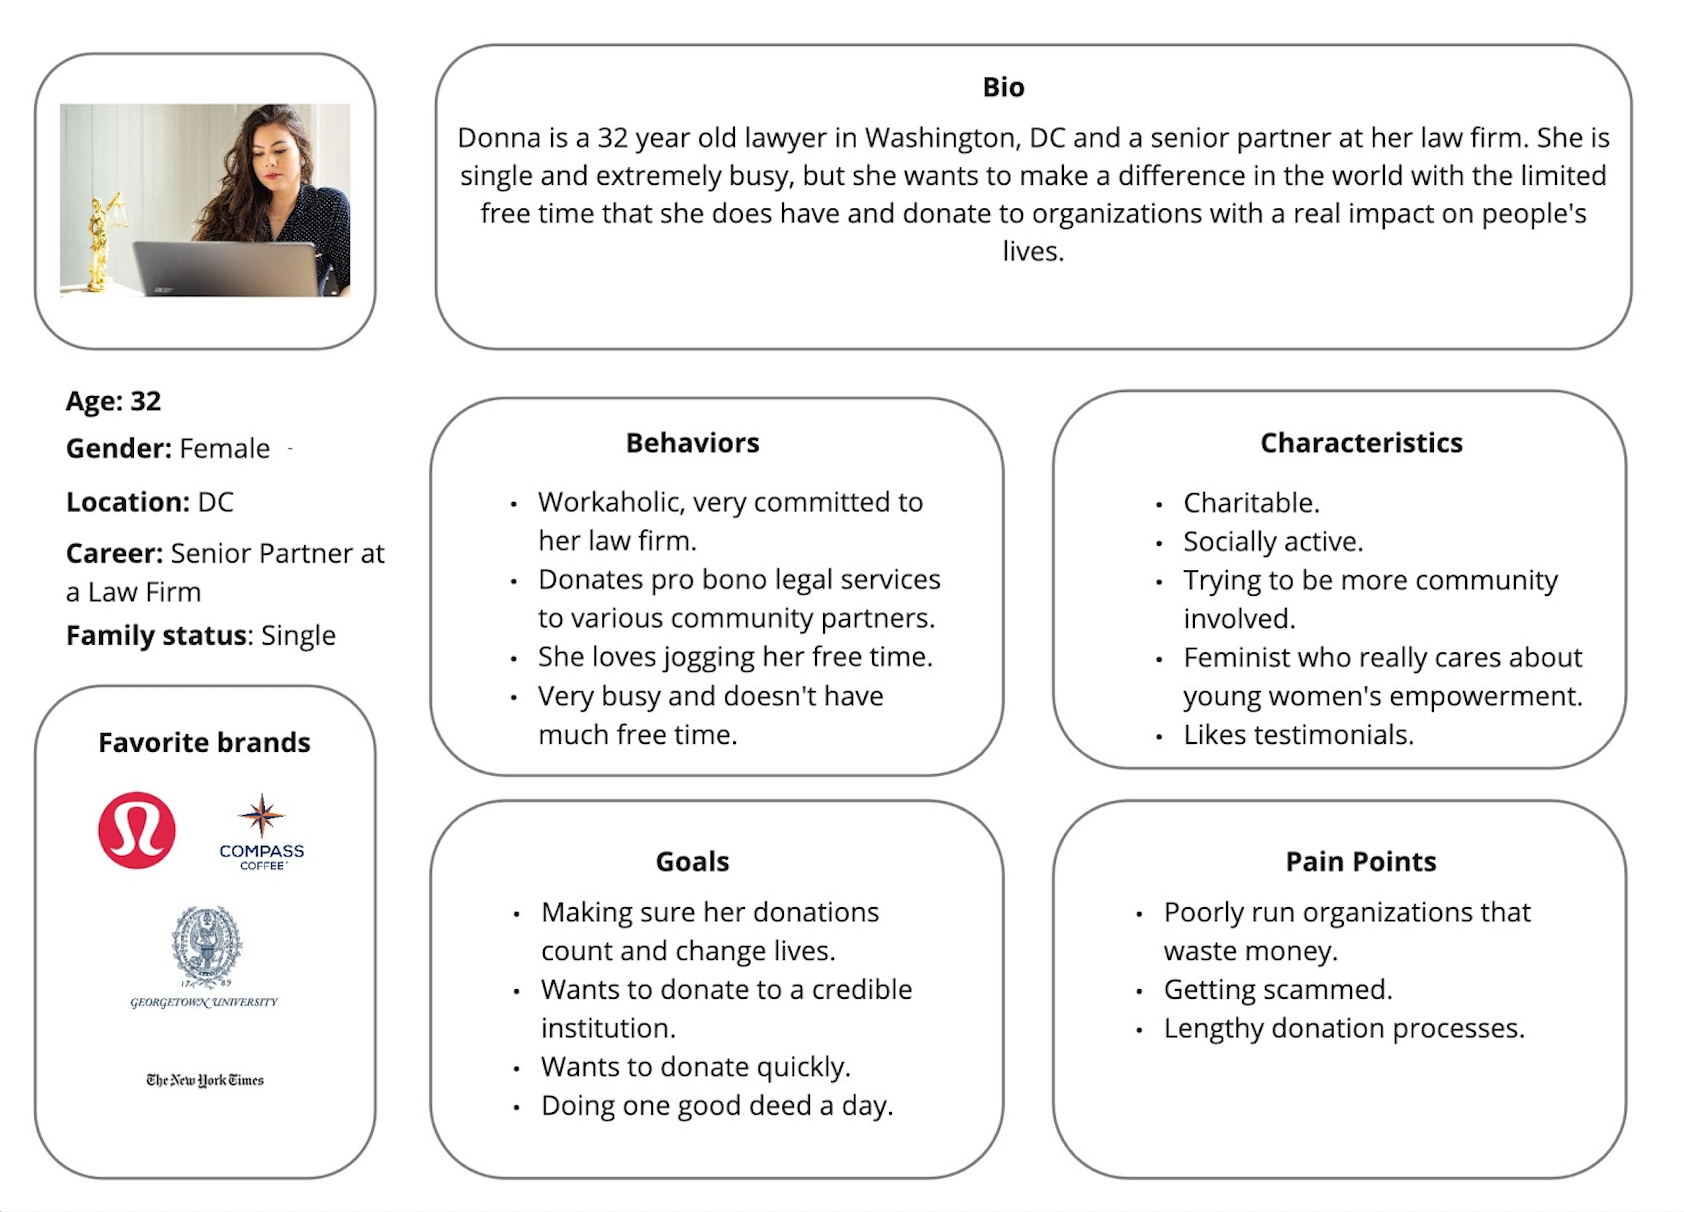 Bio
Donna is a 32 year old lawyer in Washington, DC and a senior partner at her law firm. She is
single and extremely busy, but she wants to make a difference in the world with the limited
free time that she does have and donate to organizations with a real impact on people's
lives.
acer
Age: 32
Gender: Female -
Location: DC
Career: Senior Partner at
a Law Firm
Family status: Single
Favorite brands
COMPASS
COFFEE
17 89
GEORGETOWN UNIVERSITY
The New York Times
Behaviors
• Workaholic, very committed to
her law firm.
• Donates pro bono legal services
to various community partners.
• She loves jogging her free time.
• Very busy and doesn't have
much free time.
Characteristics
• Charitable.
• Socially active.
• Trying to be more community
involved.
• Feminist who really cares about
young women's empowerment.
• Likes testimonials.
Goals
• Making sure her donations
count and change lives.
• Wants to donate to a credible
institution.
• Wants to donate quickly.
• Doing one good deed a day.
Pain Points
• Poorly run organizations that
waste money.
• Getting scammed.
• Lengthy donation processes.